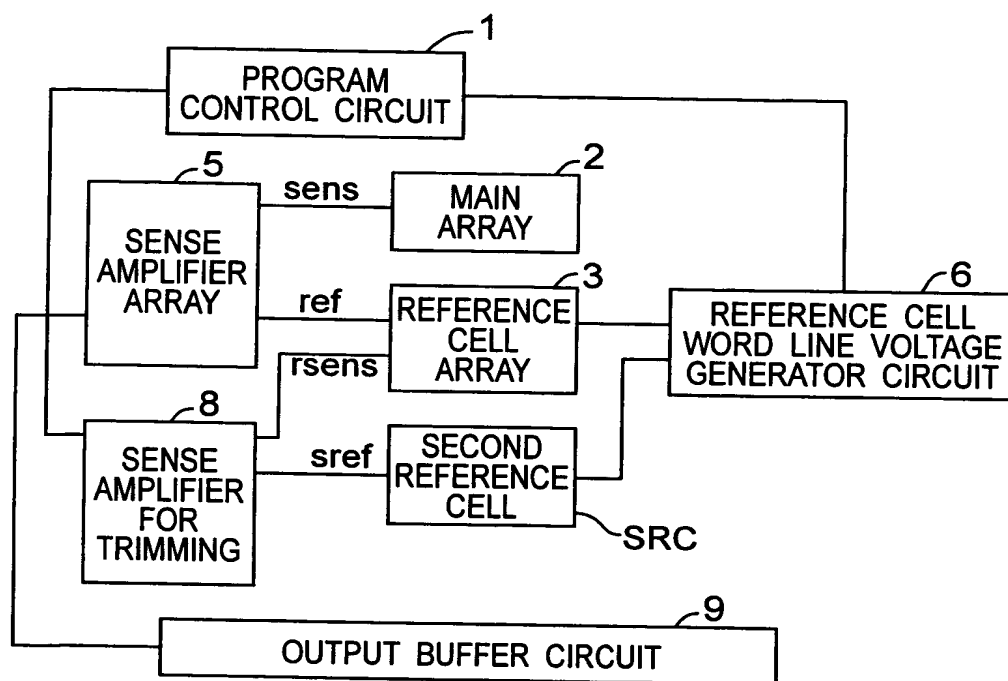 1
PROGRAM
CONTROL CIRCUIT
5
SENSE
AMPLIFIER
ARRAY
sens
2
MAIN
ARRAY
ref
rsens
3
REFERENCE
CELL
ARRAY
6
REFERENCE CELL
WORD LINE VOLTAGE
GENERATOR CIRCUIT
8
SENSE
AMPLIFIER
FOR
TRIMMING
sref
SECOND
REFERENCE
CELL
SRC
9
OUTPUT BUFFER CIRCUIT